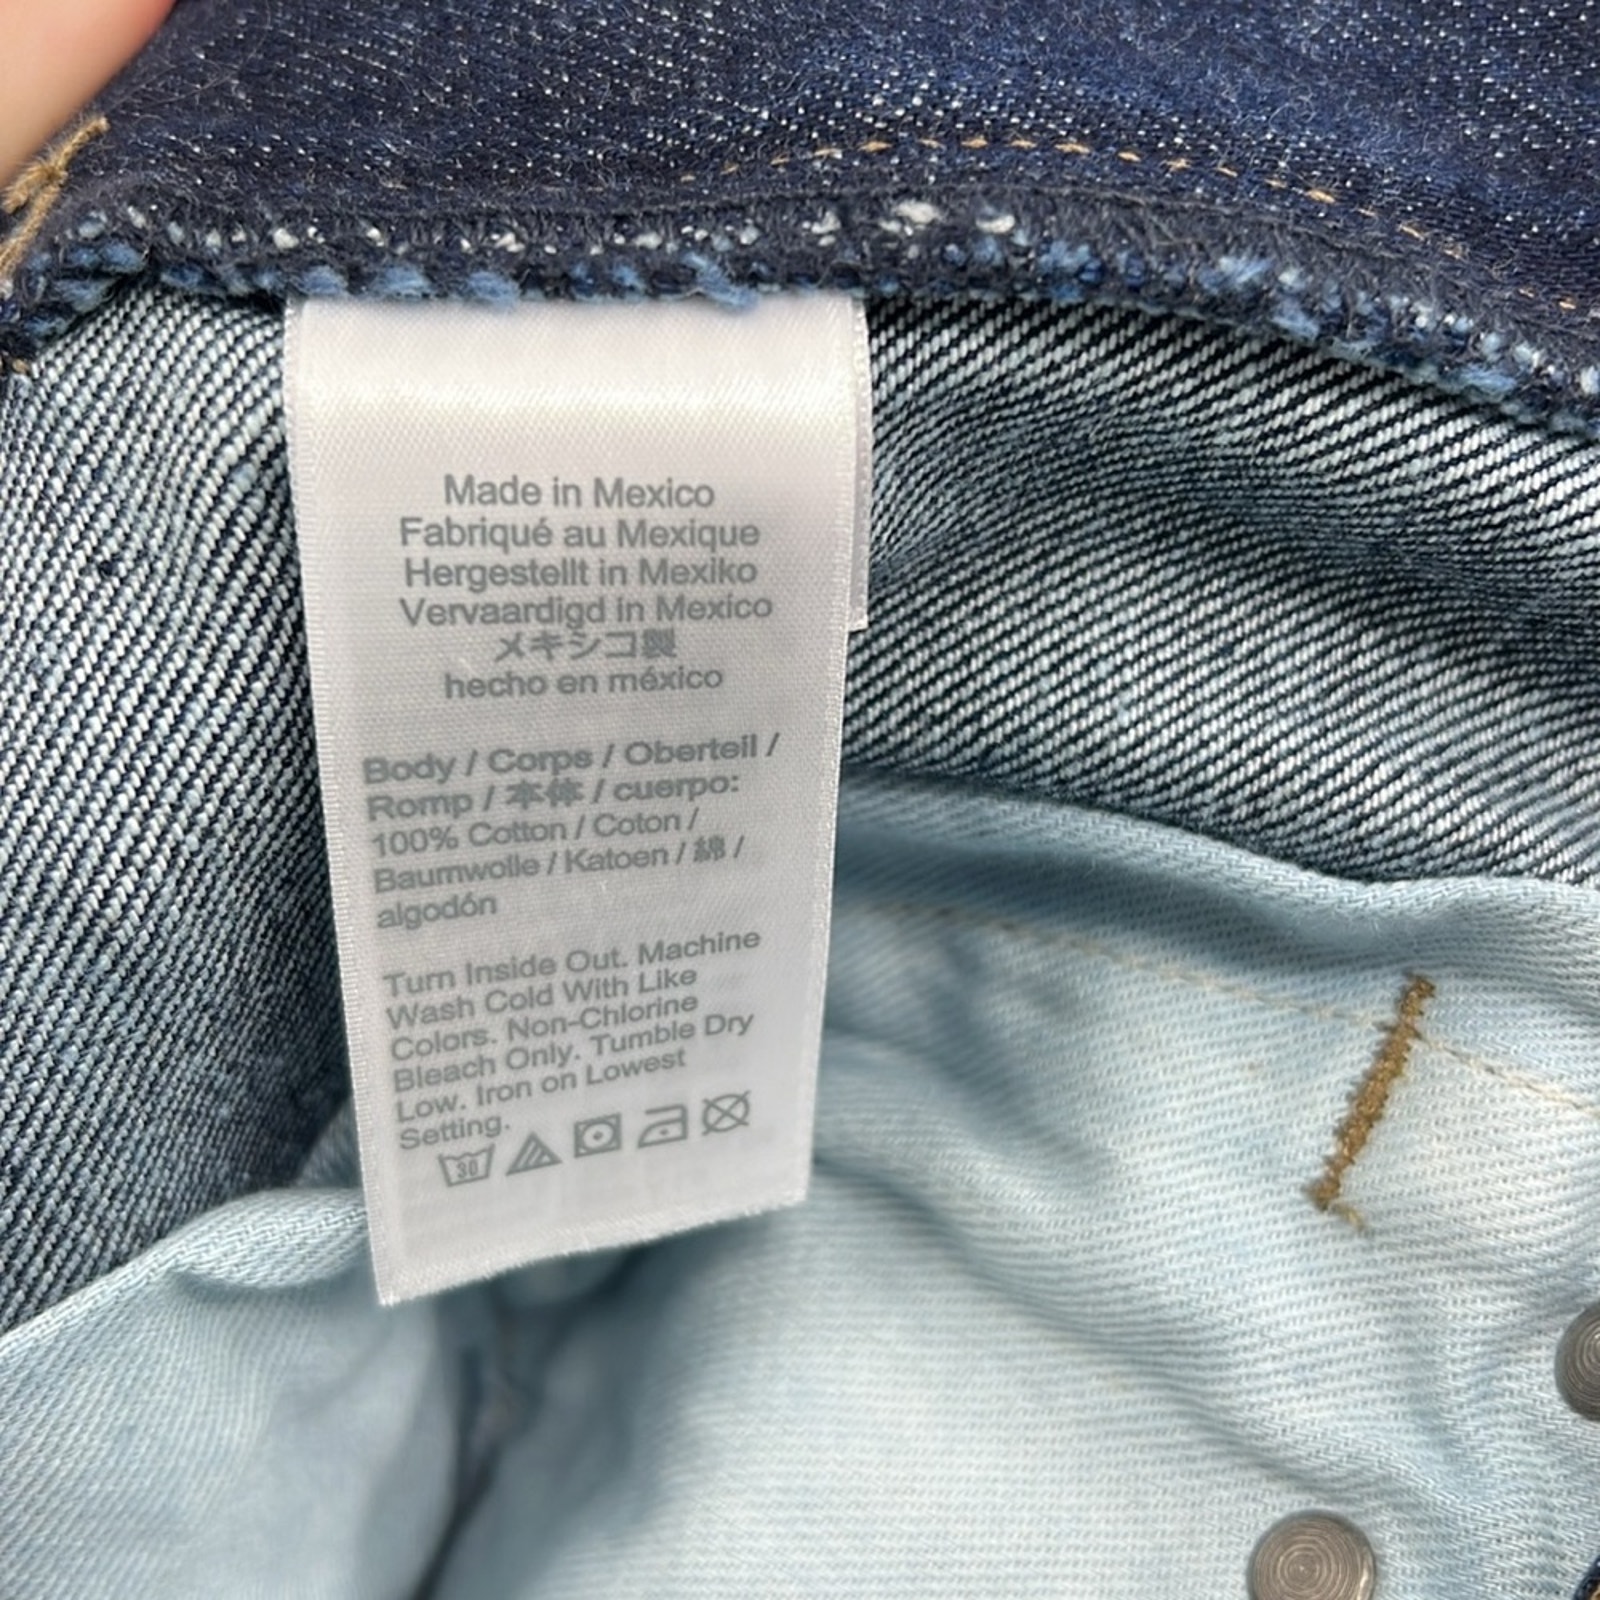 Made in Mexico
Fabriqué au Mexique
Hergestellt in Mexiko
Vervaardigd in Mexico
メキシコ製
hecho en méxico
Body / Corps / Oberteil /
Romp / 本体 / cuerpo:
100% Cotton / Coton /
Baumwolle / Katoen / 綿 /
algodón
Turn Inside Out. Machine
Wash Cold With Like
Colors. Non-Chlorine
Bleach Only. Tumble Dry
Low. Iron on Lowest
Setting.
30